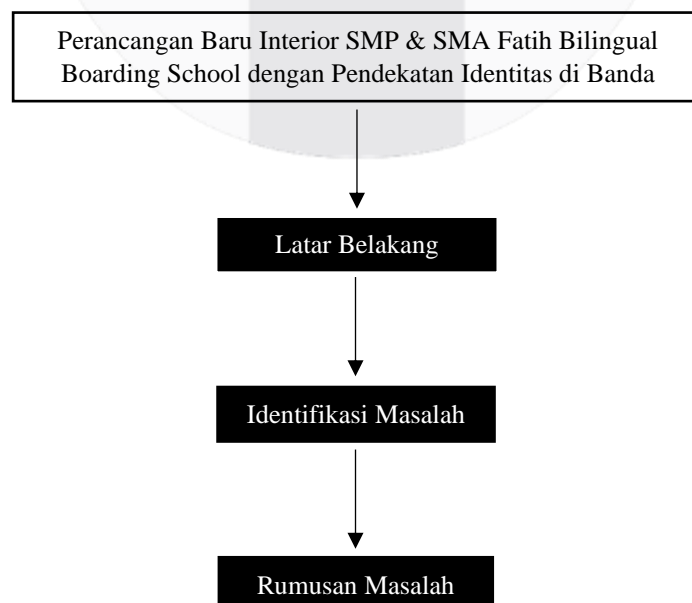 Perancangan Baru Interior SMP & SMA Fatih Bilingual
Boarding School dengan Pendekatan Identitas di Banda
Latar Belakang
Identifikasi Masalah
Rumusan Masalah